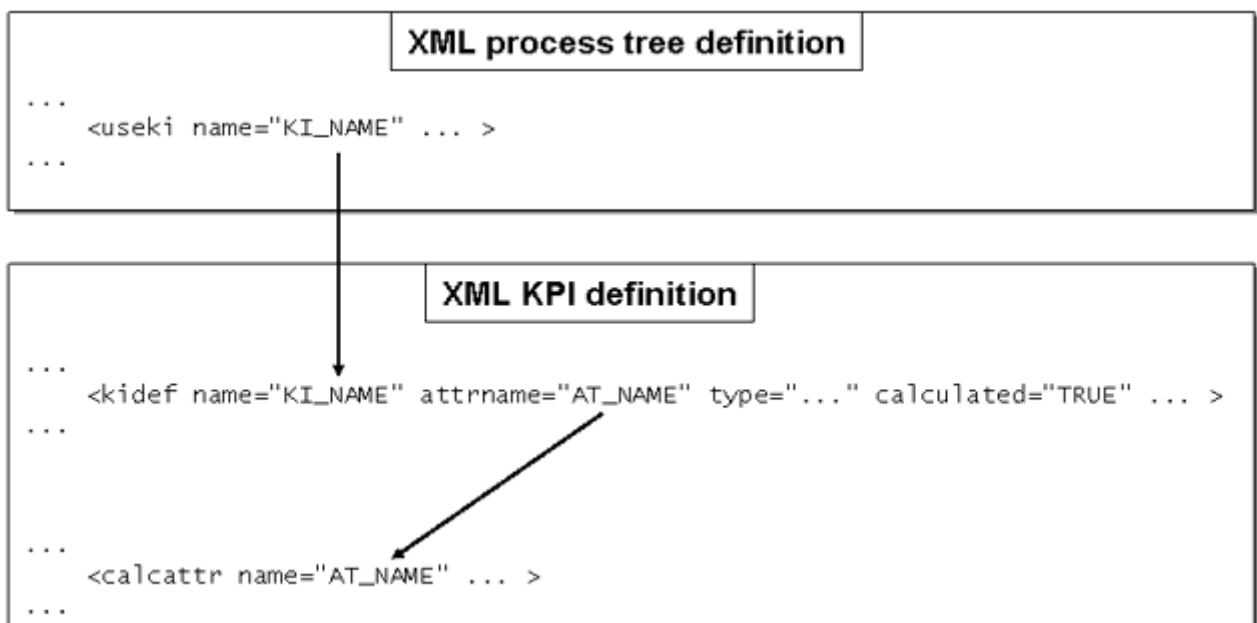 XML process tree definition
...
<useki name="KI_NAME" ... >
...
XML KPI definition
...
<kidef name="KI_NAME" attrname="AT_NAME" type="..." calculated="TRUE" ... >
...
...
<calcattr name="AT_NAME" ... >
...